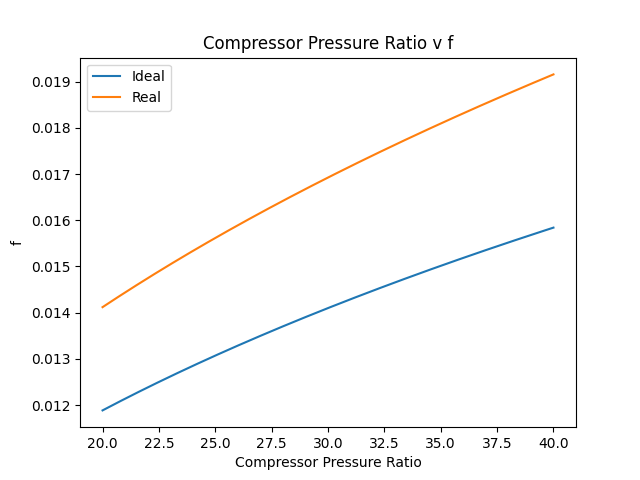 Compressor Pressure Ratio v f
Ideal
Real
0.019
0.018
0.017
0.016
0.015
0.014
0.013
0.012
f
20.0 22.5 25.0 27.5 30.0 32.5 35.0 37.5 40.0
Compressor Pressure Ratio